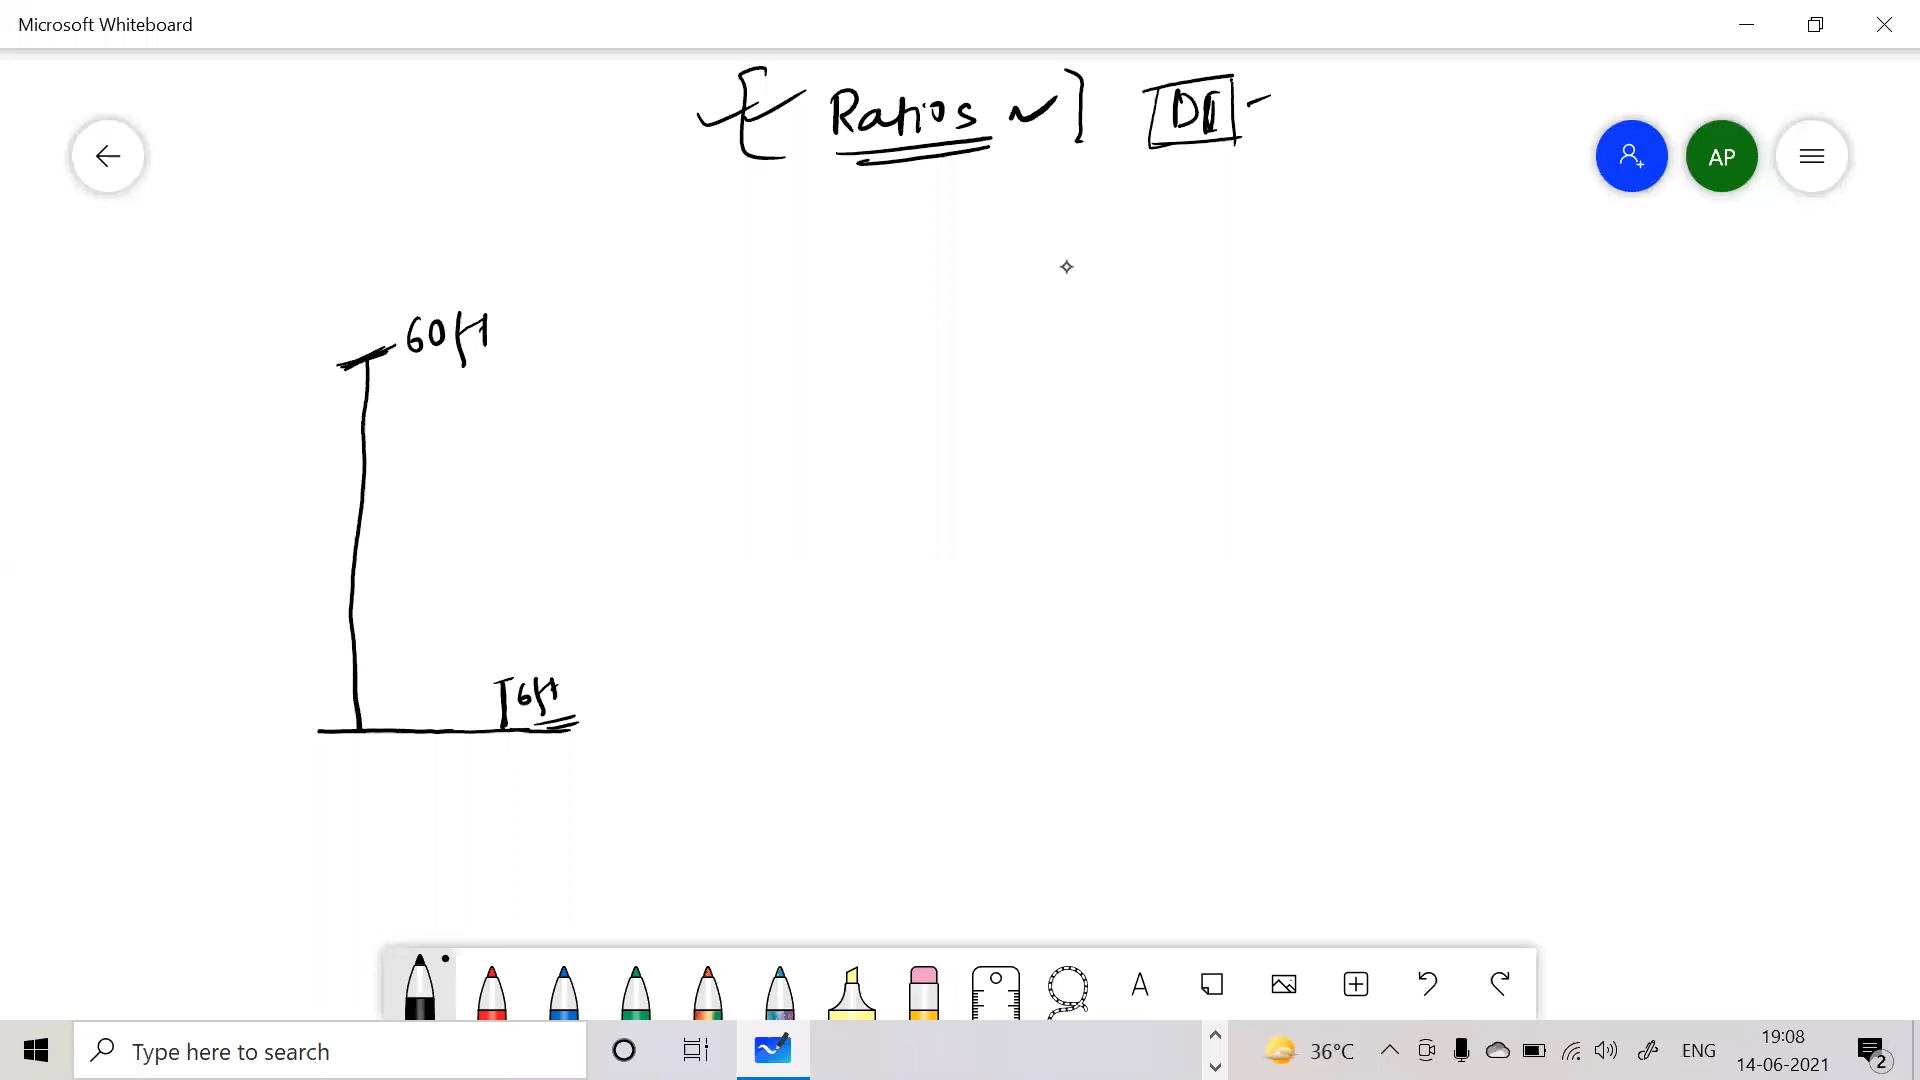 Microsoft Whiteboard
Ratios
DI
AP
60ft
6ft
A
Type here to search
36°C
ENG
19:08
14-06-2021
2